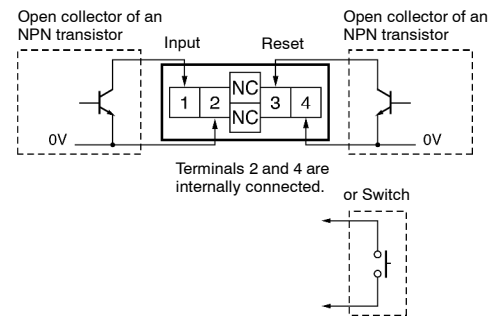 Open collector of an
NPN transistor
Open collector of an
NPN transistor
Input
Reset
NC
1 2 3 4
NC
0V
0V
Terminals 2 and 4 are
internally connected.
or Switch